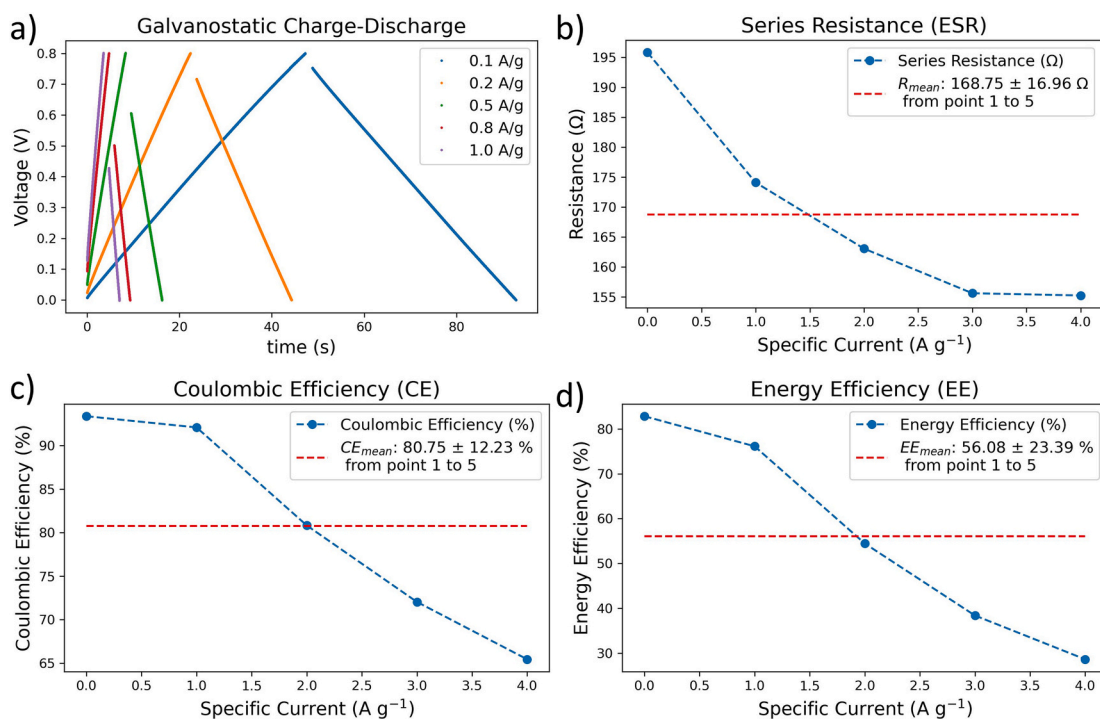 a)
Galvanostatic Charge-Discharge
0.8
0.7
0.6
0.5
0.4
0.3
0.2
0.1
0.0
Voltage (V)
0.1 A/g
0.2 A/g
0.5 A/g
0.8 A/g
1.0 A/g
0 20 40 60 80
time (s)
b)
Series Resistance (ESR)
195
190
185
180
175
170
165
160
155
Resistance (Ω)
Series Resistance (Ω)
Rmean: 168.75 ± 16.96 Ω
from point 1 to 5
0.0 0.5 1.0 1.5 2.0 2.5 3.0 3.5 4.0
Specific Current (A g⁻¹)
c)
Coulombic Efficiency (CE)
90
85
80
75
70
65
Coulombic Efficiency (%)
Coulombic Efficiency (%)
CEmean: 80.75 ± 12.23 %
from point 1 to 5
0.0 0.5 1.0 1.5 2.0 2.5 3.0 3.5 4.0
Specific Current (A g⁻¹)
d)
Energy Efficiency (EE)
80
70
60
50
40
30
Energy Efficiency (%)
Energy Efficiency (%)
EEmean: 56.08 ± 23.39 %
from point 1 to 5
0.0 0.5 1.0 1.5 2.0 2.5 3.0 3.5 4.0
Specific Current (A g⁻¹)